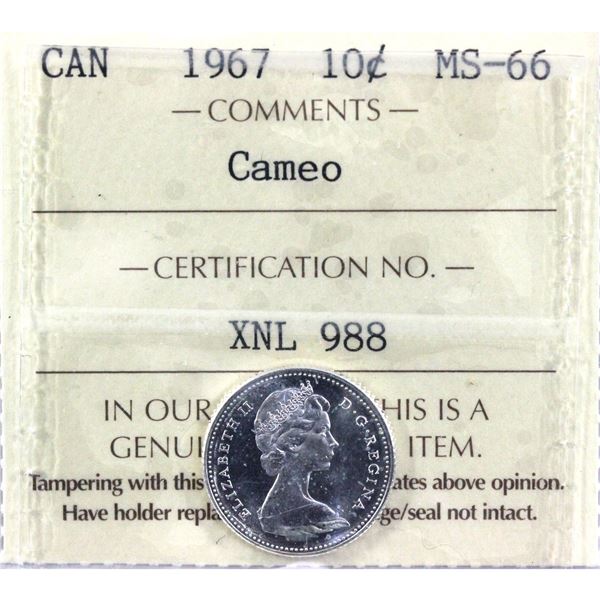 CAN 1967 10¢ MS-66
— COMMENTS —
Cameo
— CERTIFICATION NO. —
XNL 988
IN OUR HIS IS A
GENUI ITEM.
Tampering with this ates above opinion.
Have holder repla ge/seal not intact.
ELIZABETH II D·G·REGINA